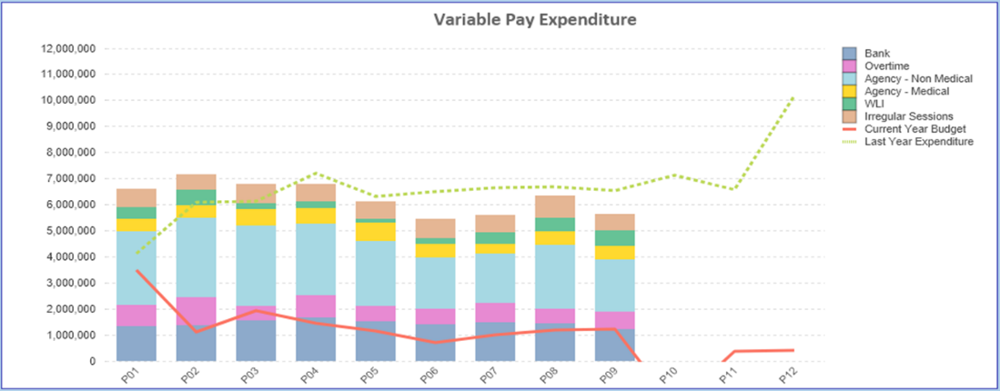 Variable Pay Expenditure
12,000,000
11,000,000
10,000,000
9,000,000
8,000,000
7,000,000
6,000,000
5,000,000
4,000,000
3,000,000
2,000,000
1,000,000
0
P01 P02 P03 P04 P05 P06 P07 P08 P09 P10 P11 P12
Bank
Overtime
Agency - Non Medical
Agency - Medical
WLI
Irregular Sessions
Current Year Budget
Last Year Expenditure